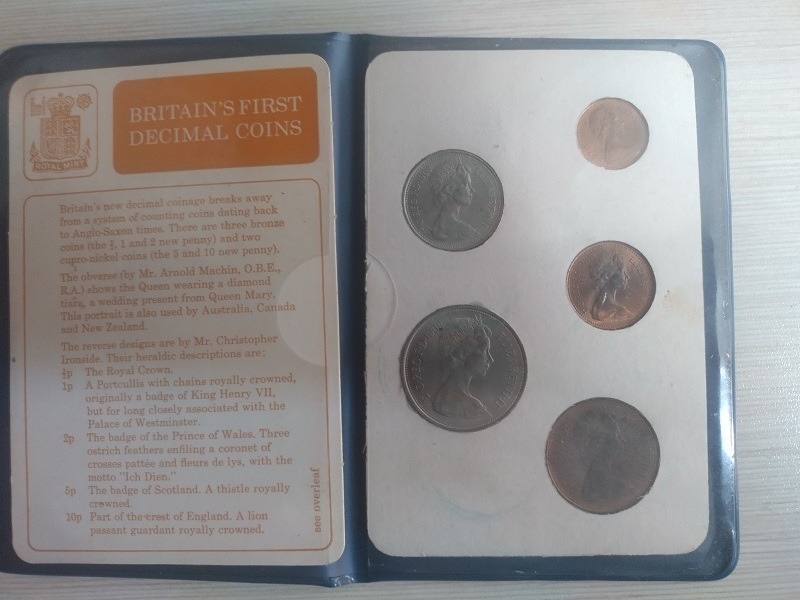 ROYAL MINT
BRITAIN'S FIRST
DECIMAL COINS
Britain's new decimal coinage breaks away
from a system of counting coins dating back
to Anglo-Saxon times. There are three bronze
coins (the ½, 1 and 2 new penny) and two
cupro-nickel coins (the 5 and 10 new penny).
The obverse (by Mr. Arnold Machin, O.B.E.,
R.A.) shows the Queen wearing a diamond
tiara, a wedding present from Queen Mary.
This portrait is also used by Australia, Canada
and New Zealand.
The reverse designs are by Mr. Christopher
Ironside. Their heraldic descriptions are:
½p The Royal Crown.
1p A Portcullis with chains royally crowned,
originally a badge of King Henry VII,
but for long closely associated with the
Palace of Westminster.
2p The badge of the Prince of Wales. Three
ostrich feathers enfiling a coronet of
crosses pattée and fleurs de lys, with the
motto "Ich Dien."
5p The badge of Scotland. A thistle royally
crowned.
10p Part of the crest of England. A lion
passant guardant royally crowned.
see overleaf